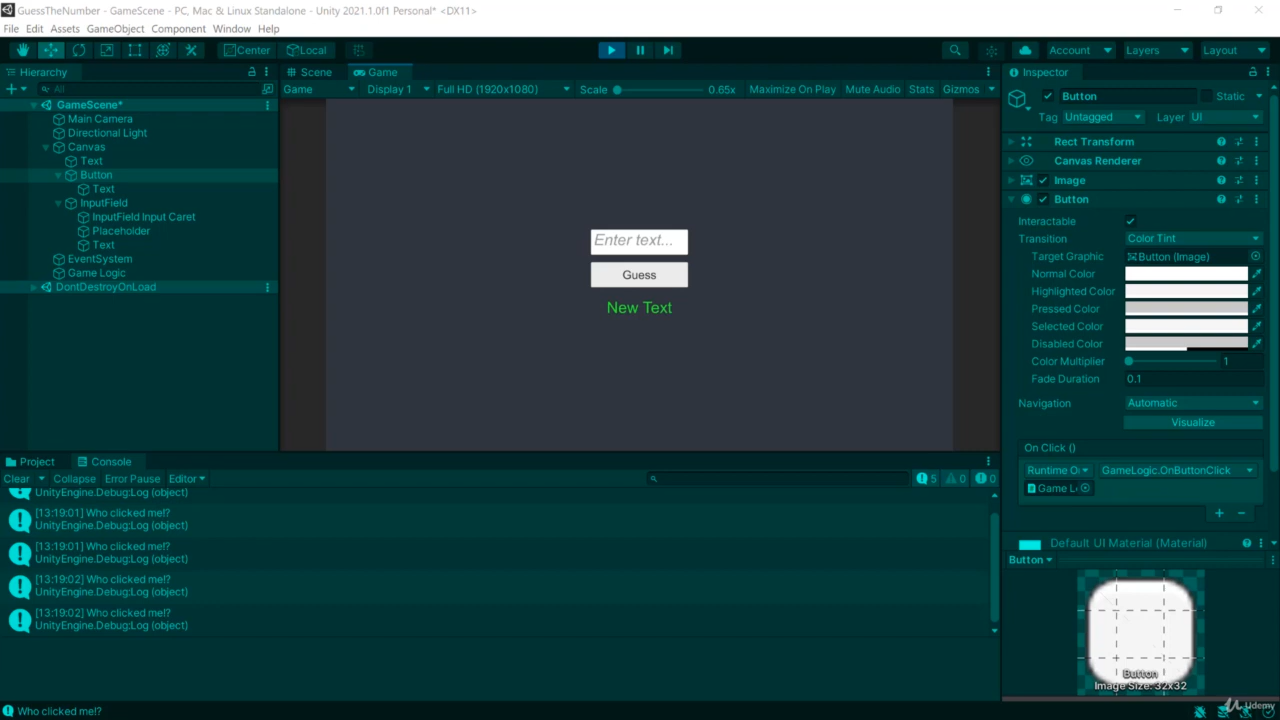 GuessTheNumber - GameScene - PC, Mac & Linux Standalone - Unity 2021.1.0f1 Personal* <DX11>
File Edit Assets GameObject Component Window Help
Center Local Account Layers Layout
Hierarchy
All
GameScene*
Main Camera
Directional Light
Canvas
Text
Button
Text
InputField
InputField Input Caret
Placeholder
Text
EventSystem
Game Logic
DontDestroyOnLoad
Scene Game
Game Display 1 Full HD (1920x1080) Scale 0.65x Maximize On Play Mute Audio Stats Gizmos
Enter text...
Guess
New Text
Inspector
Button Static
Tag Untagged Layer UI
Rect Transform
Canvas Renderer
Image
Button
Interactable
Transition Color Tint
Target Graphic Button (Image)
Normal Color
Highlighted Color
Pressed Color
Selected Color
Disabled Color
Color Multiplier 1
Fade Duration 0.1
Navigation Automatic
Visualize
On Click ()
Runtime O GameLogic.OnButtonClick
Game L
Default UI Material (Material)
Button
Button
Image Size: 32x32
Project Console
Clear Collapse Error Pause Editor 5 0 0
UnityEngine.Debug:Log (object)
[13:19:01] Who clicked me!?
UnityEngine.Debug:Log (object)
[13:19:01] Who clicked me!?
UnityEngine.Debug:Log (object)
[13:19:02] Who clicked me!?
UnityEngine.Debug:Log (object)
[13:19:02] Who clicked me!?
UnityEngine.Debug:Log (object)
Who clicked me!?
Udemy